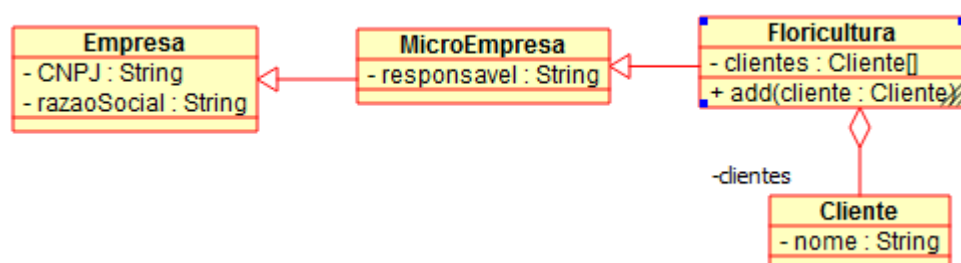 Empresa
- CNPJ : String
- razaoSocial : String
MicroEmpresa
- responsavel : String
Floricultura
- clientes : Cliente[]
+ add(cliente : Cliente)
-clientes
Cliente
- nome : String